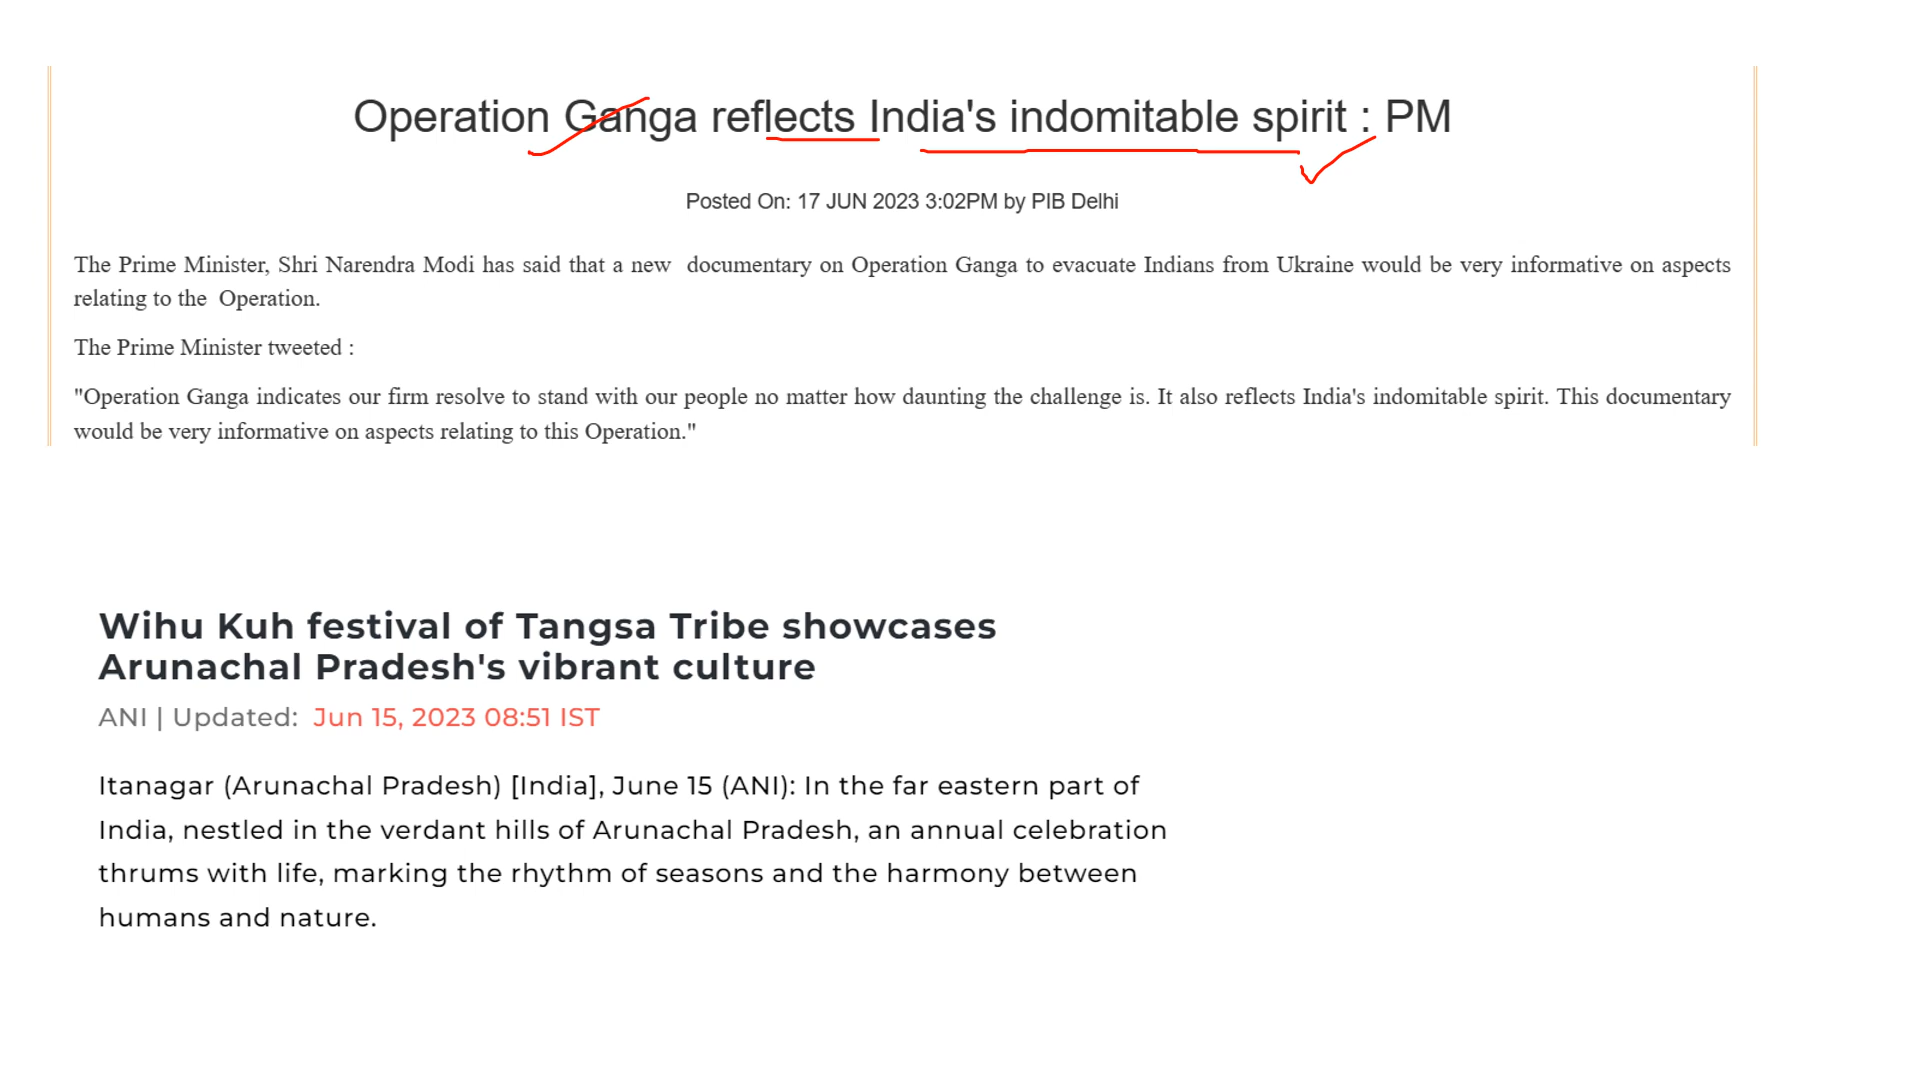 Operation Ganga reflects India's indomitable spirit : PM
Posted On: 17 JUN 2023 3:02PM by PIB Delhi
The Prime Minister, Shri Narendra Modi has said that a new  documentary on Operation Ganga to evacuate Indians from Ukraine would be very informative on aspects
relating to the  Operation.
The Prime Minister tweeted :
"Operation Ganga indicates our firm resolve to stand with our people no matter how daunting the challenge is. It also reflects India's indomitable spirit. This documentary
would be very informative on aspects relating to this Operation."
Wihu Kuh festival of Tangsa Tribe showcases
Arunachal Pradesh's vibrant culture
ANI | Updated: Jun 15, 2023 08:51 IST
Itanagar (Arunachal Pradesh) [India], June 15 (ANI): In the far eastern part of
India, nestled in the verdant hills of Arunachal Pradesh, an annual celebration
thrums with life, marking the rhythm of seasons and the harmony between
humans and nature.